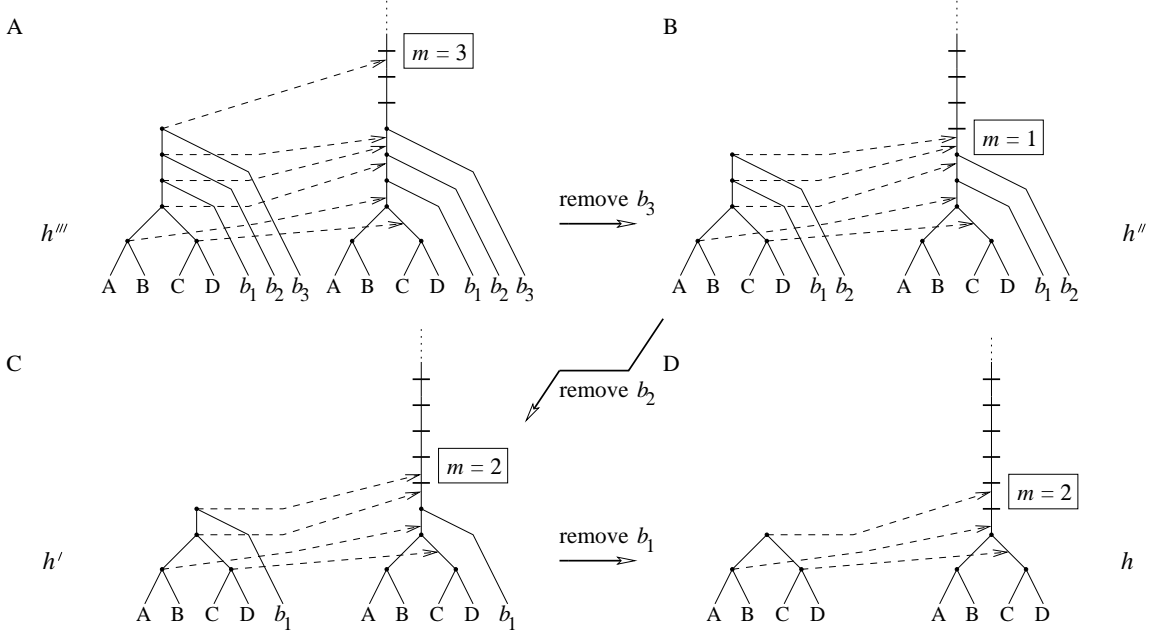 A
m = 3
h′′′
A B C D b1 b2 b3
A B C D b1 b2 b3
remove b3
B
m = 1
h′′
A B C D b1 b2
A B C D b1 b2
remove b2
C
m = 2
h′
A B C D b1
A B C D b1
remove b1
D
m = 2
h
A B C D
A B C D